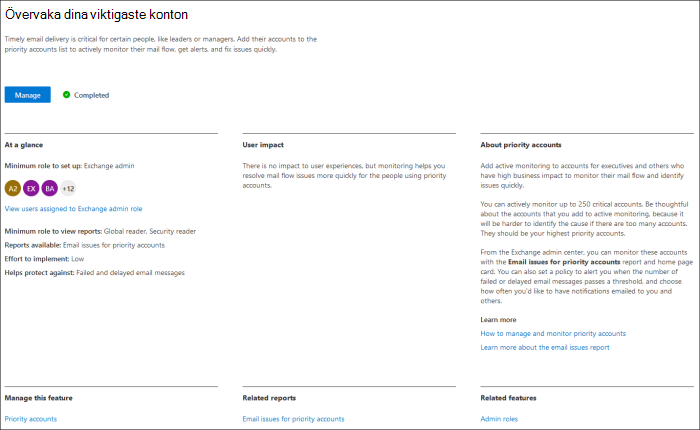 Övervaka dina viktigaste konton
Timely email delivery is critical for certain people, like leaders or managers. Add their accounts to the
priority accounts list to actively monitor their mail flow, get alerts, and fix issues quickly.
Manage
Completed
At a glance
Minimum role to set up: Exchange admin
A2 EX BA +12
View users assigned to Exchange admin role
Minimum role to view reports: Global reader, Security reader
Reports available: Email issues for priority accounts
Effort to implement: Low
Helps protect against: Failed and delayed email messages
User impact
There is no impact to user experiences, but monitoring helps you
resolve mail flow issues more quickly for the people using priority
accounts.
About priority accounts
Add active monitoring to accounts for executives and others who
have high business impact to monitor their mail flow and identify
issues quickly.
You can actively monitor up to 250 critical accounts. Be thoughtful
about the accounts that you add to active monitoring, because it
will be harder to identify the cause if there are too many accounts.
They should be your highest priority accounts.
From the Exchange admin center, you can monitor these accounts
with the Email issues for priority accounts report and home page
card. You can also set a policy to alert you when the number of
failed or delayed email messages passes a threshold, and choose
how often you'd like to have notifications emailed to you and
others.
Learn more
How to manage and monitor priority accounts
Learn more about the email issues report
Manage this feature
Priority accounts
Related reports
Email issues for priority accounts
Related features
Admin roles